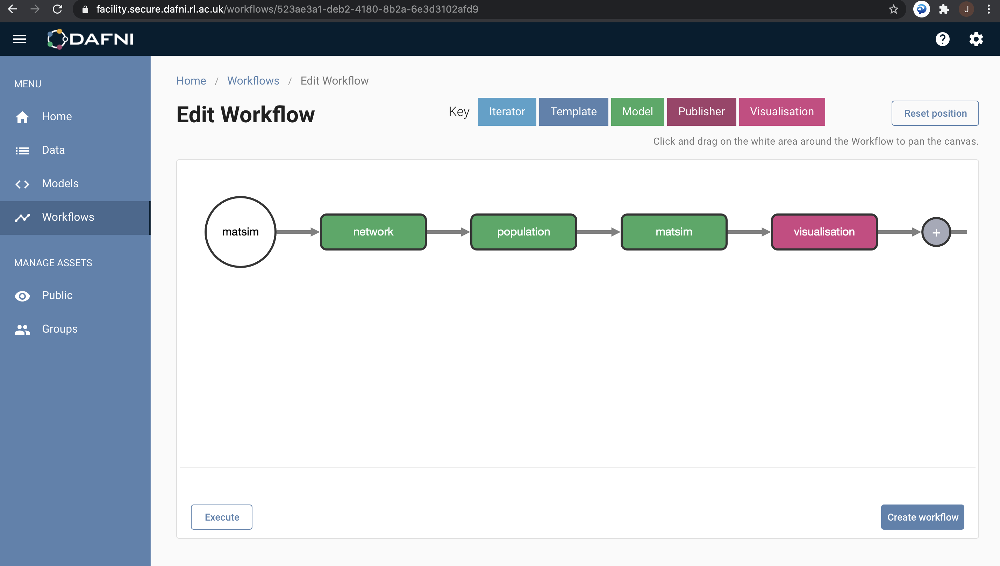 facility.secure.dafni.rl.ac.uk/workflows/523ae3a1-deb2-4180-8b2a-6e3d3102afd9
J
DAFNI
?
MENU
Home
Data
Models
Workflows
MANAGE ASSETS
Public
Groups
Home / Workflows / Edit Workflow
Edit Workflow
Key Iterator Template Model Publisher Visualisation
Reset position
Click and drag on the white area around the Workflow to pan the canvas.
matsim network population matsim visualisation +
Execute
Create workflow